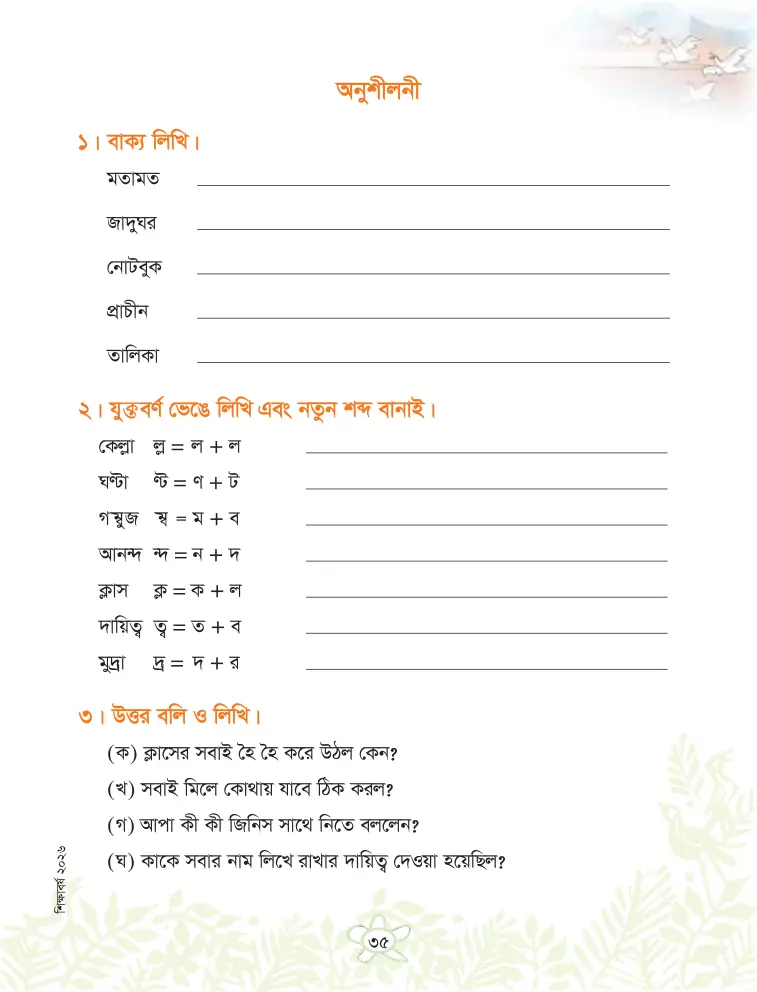 অনুশীলনী
১। বাক্য লিখি।
মতামত
জাদুঘর
নোটবুক
প্রাচীন
তালিকা
২। যুক্তবর্ণ ভেঙে লিখি এবং নতুন শব্দ বানাই।
কেল্লা ল্ল = ল + ল
ঘণ্টা ণ্ট = ণ + ট
গম্বুজ ম্ব = ম + ব
আনন্দ ন্দ = ন + দ
ক্লাস ক্ল = ক + ল
দায়িত্ব ত্ব = ত + ব
মুদ্রা দ্র = দ + র
৩। উত্তর বলি ও লিখি।
(ক) ক্লাসের সবাই হৈ হৈ করে উঠল কেন?
(খ) সবাই মিলে কোথায় যাবে ঠিক করল?
(গ) আপা কী কী জিনিস সাথে নিতে বললেন?
(ঘ) কাকে সবার নাম লিখে রাখার দায়িত্ব দেওয়া হয়েছিল?
শিক্ষাবর্ষ ২০২৬
৩৫